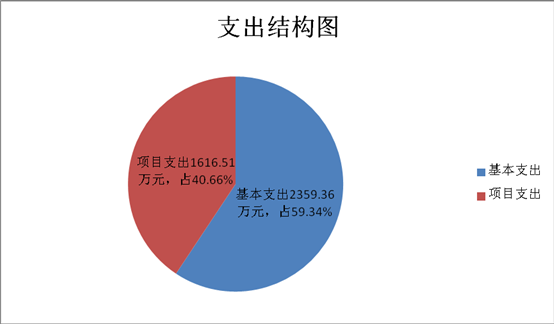 支出结构图
项目支出1616.51
万元，占40.66%
基本支出2359.36
万元，占59.34%
基本支出
项目支出